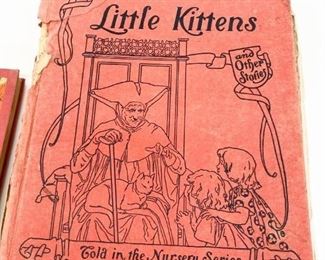 Little Kittens
and
Other
Stories
Told in the Nursery Series